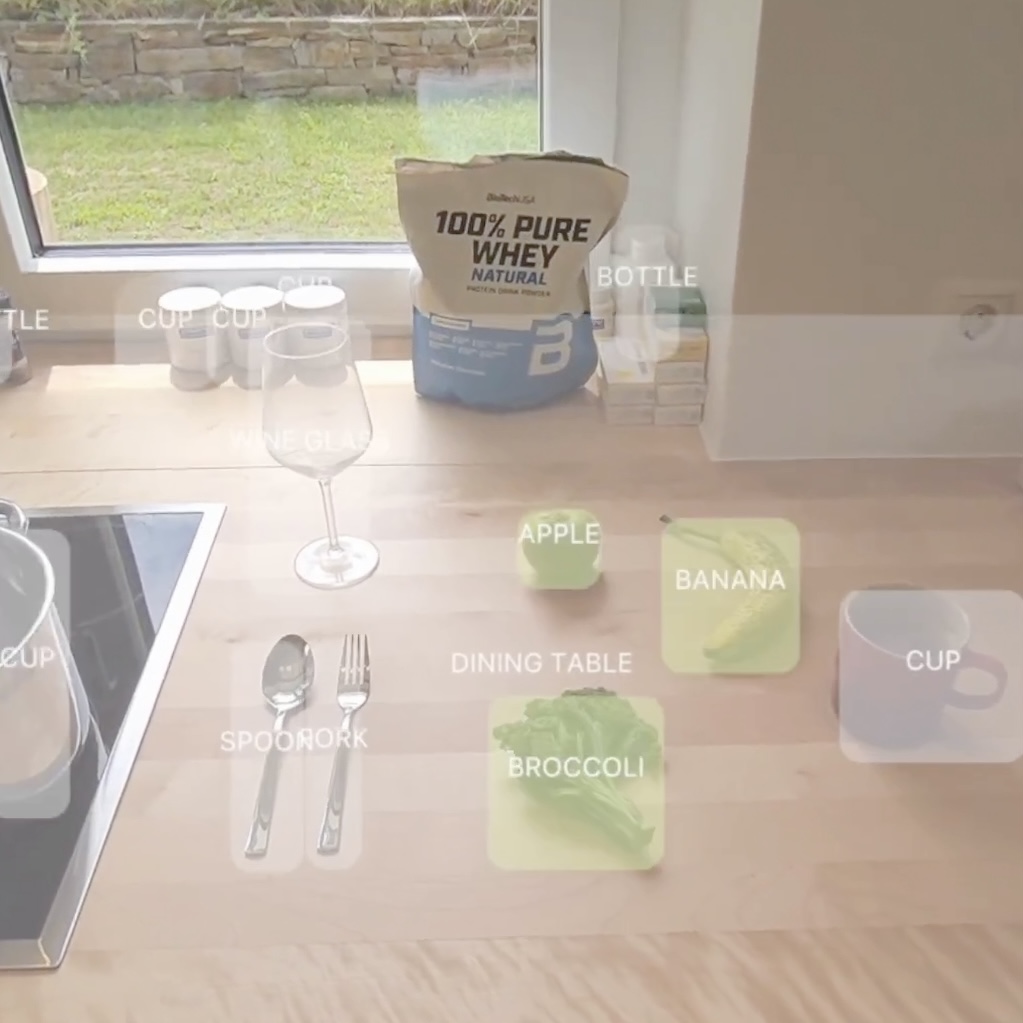 BioTechUSA
100% PURE
WHEY
NATURAL
PROTEIN DRINK POWDER
B
CUP
BOTTLE
TLE
CUP
CUP
WINE GLASS
APPLE
BANANA
CUP
DINING TABLE
CUP
SPOON
FORK
BROCCOLI